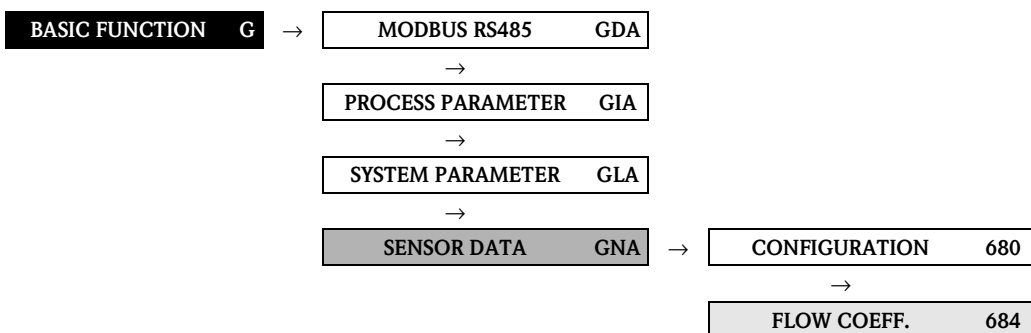 BASIC FUNCTION G → MODBUS RS485 GDA
→
PROCESS PARAMETER GIA
→
SYSTEM PARAMETER GLA
→
SENSOR DATA GNA → CONFIGURATION 680
→
FLOW COEFF. 684